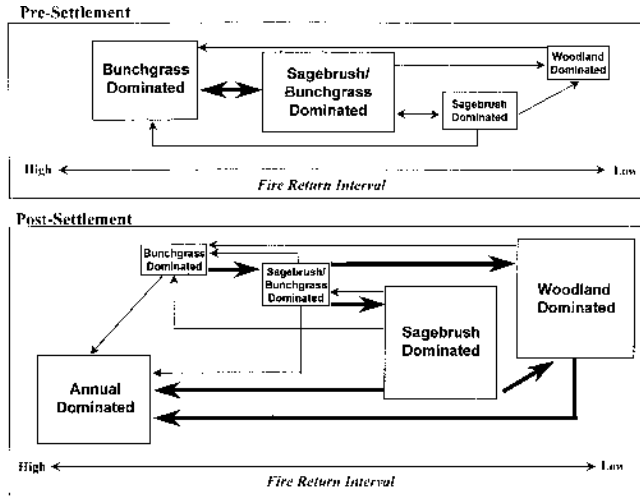 Pre-Settlement
Bunchgrass
Dominated
Sagebrush/
Bunchgrass
Dominated
Woodland
Dominated
Sagebrush
Dominated
High
Low
Fire Return Interval
Post-Settlement
Bunchgrass
Dominated
Sagebrush/
Bunchgrass
Dominated
Woodland
Dominated
Sagebrush
Dominated
Annual
Dominated
High
Low
Fire Return Interval